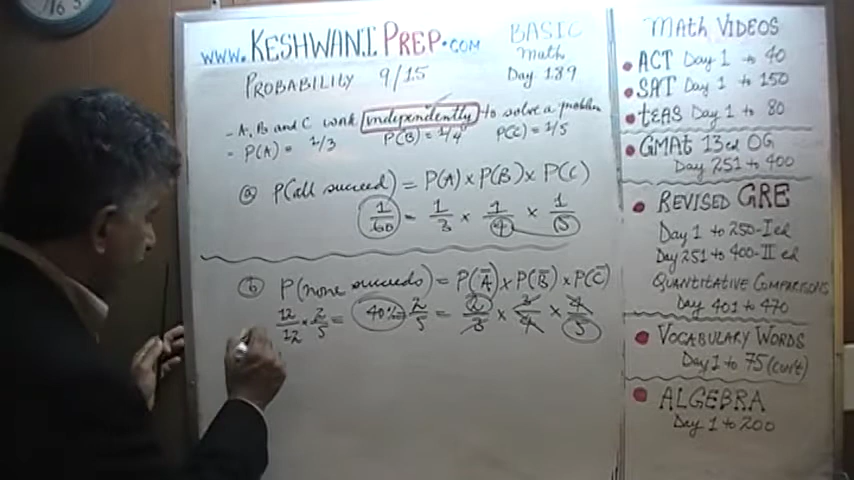 www.KESHWANI PREP.com
BASIC
Math
Day 189
PROBABILILY 9/15
- A, B and C work independently to solve a problem
- P(A) = 1/3 P(B) = 1/4 P(C) = 1/5
a P(all succeed) = P(A) x P(B) x P(C)
1/60 = 1/3 x 1/4 x 1/5
b P(none succeeds) = P(A̅) x P(B̅) x P(C̅)
12/12 x 2/5 = 40% = 2/5 = 2/3 x 3/4 x 4/5
Math VIDEOS
ACT Day 1 to 40
SAT Day 1 to 150
tEAS Day 1 to 80
GMAt 13ed OG
Day 251 to 400
REVISED GRE
Day 1 to 250-I ed
Day 251 to 400-II ed
QUANTITATIVE COMPARISONS
Day 401 to 470
VOCABULARY WORDS
Day 1 to 75 (con't)
ALGEBRA
Day 1 to 200